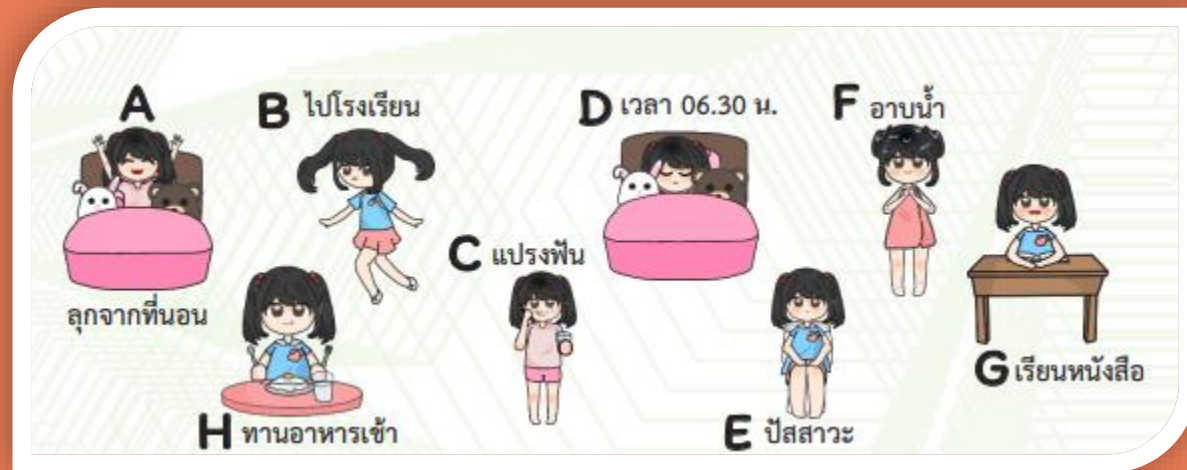 A
ลุกจากที่นอน
B ไปโรงเรียน
C แปรงฟัน
D เวลา 06.30 น.
F อาบน้ำ
G เรียนหนังสือ
H ทานอาหารเช้า
E ปัสสาวะ